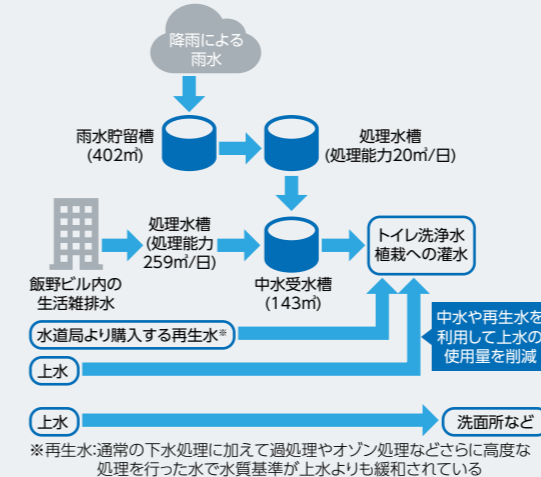 降雨による
雨水
雨水貯留槽
(402㎥)
処理水槽
(処理能力20㎥/日)
処理水槽
(処理能力
259㎥/日)
飯野ビル内の
生活雑排水
中水受水槽
(143㎥)
トイレ洗浄水
植栽への灌水
水道局より購入する再生水※
中水や再生水を
利用して上水の
使用量を削減
上水
上水
洗面所など
※再生水:通常の下水処理に加えて過処理やオゾン処理などさらに高度な
処理を行った水で水質基準が上水よりも緩和されている